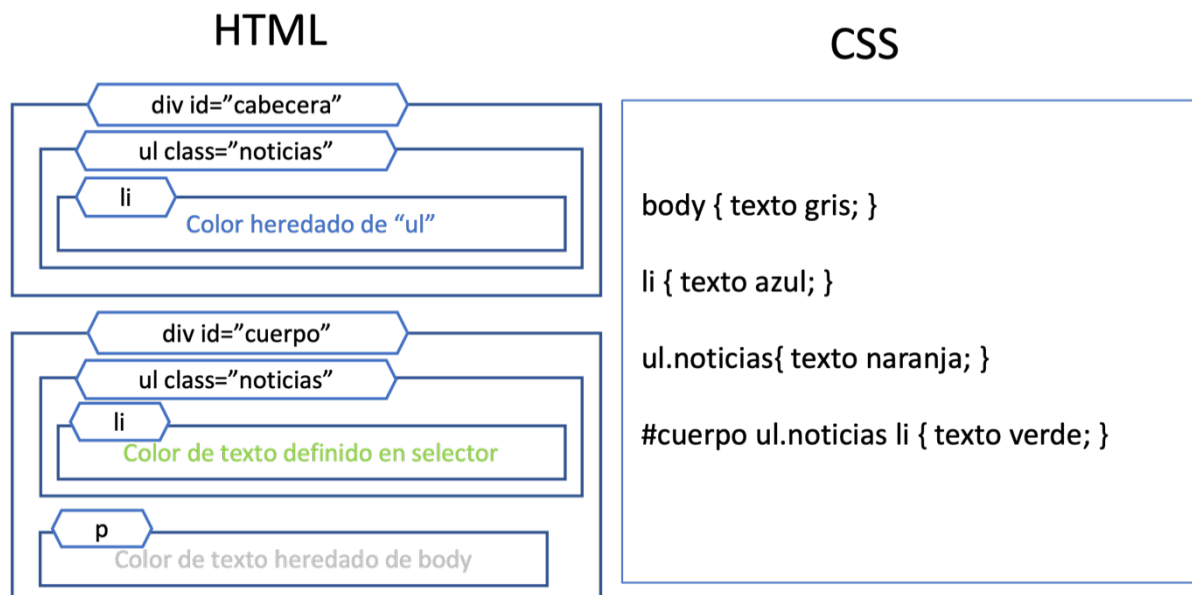 HTML
div id=”cabecera”
ul class=”noticias”
li
Color heredado de “ul”
div id=”cuerpo”
ul class=”noticias”
li
Color de texto definido en selector
p
Color de texto heredado de body
CSS
body { texto gris; }
li { texto azul; }
ul.noticias{ texto naranja; }
#cuerpo ul.noticias li { texto verde; }